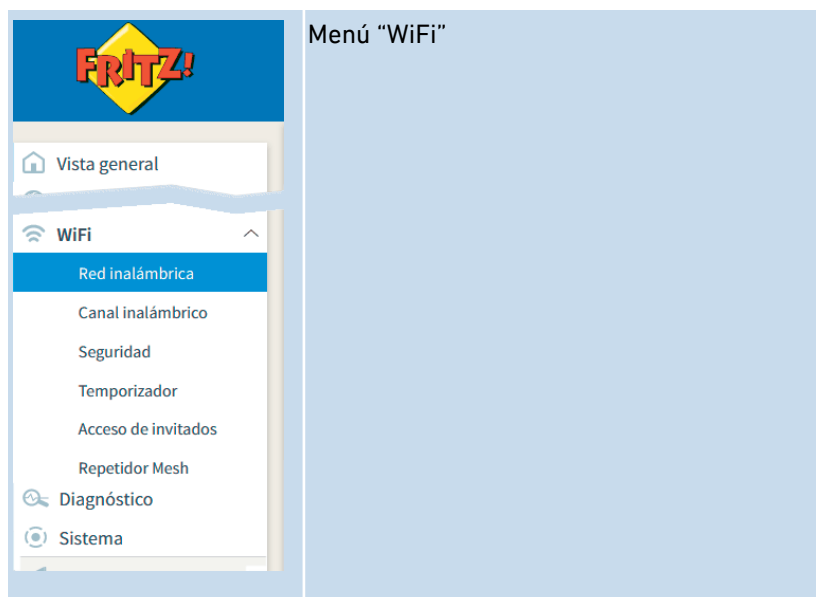 FRITZ!
Menú “WiFi”
Vista general
WiFi
Red inalámbrica
Canal inalámbrico
Seguridad
Temporizador
Acceso de invitados
Repetidor Mesh
Diagnóstico
Sistema